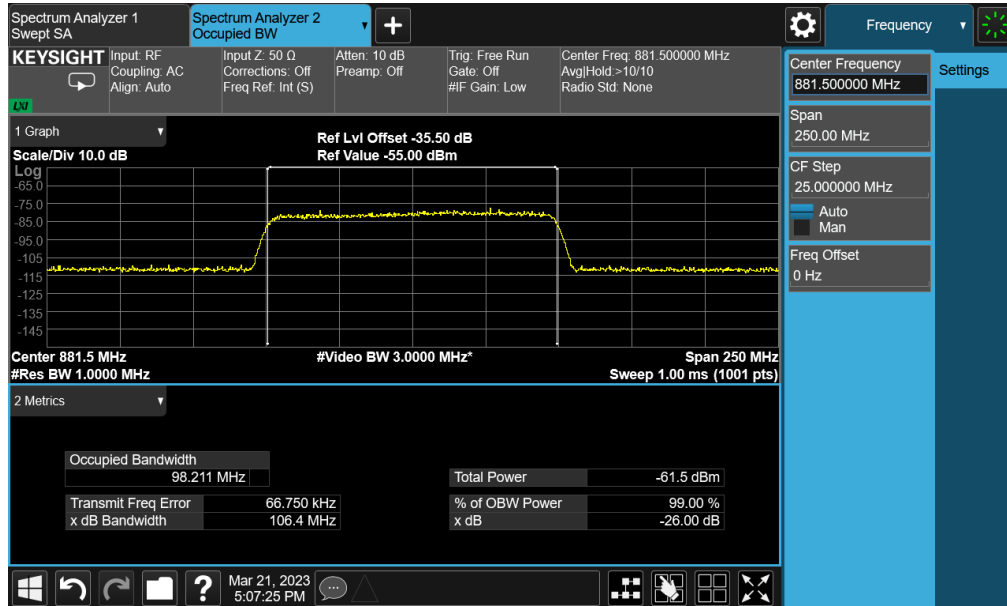 Spectrum Analyzer 1
Swept SA
Spectrum Analyzer 2
Occupied BW
Frequency
KEYSIGHT
LXI
Input: RF
Coupling: AC
Align: Auto
Input Z: 50 Ω
Corrections: Off
Freq Ref: Int (S)
Atten: 10 dB
Preamp: Off
Trig: Free Run
Gate: Off
#IF Gain: Low
Center Freq: 881.500000 MHz
Avg|Hold:>10/10
Radio Std: None
Center Frequency
881.500000 MHz
Settings
Span
250.00 MHz
CF Step
25.000000 MHz
Auto
Man
Freq Offset
0 Hz
1 Graph
Scale/Div 10.0 dB
Ref Lvl Offset -35.50 dB
Ref Value -55.00 dBm
Log
-65.0
-75.0
-85.0
-95.0
-105
-115
-125
-135
-145
Center 881.5 MHz
#Video BW 3.0000 MHz*
Span 250 MHz
#Res BW 1.0000 MHz
Sweep 1.00 ms (1001 pts)
2 Metrics
Occupied Bandwidth
98.211 MHz
Total Power -61.5 dBm
Transmit Freq Error 66.750 kHz
% of OBW Power 99.00 %
x dB Bandwidth 106.4 MHz
x dB -26.00 dB
?
Mar 21, 2023
5:07:25 PM